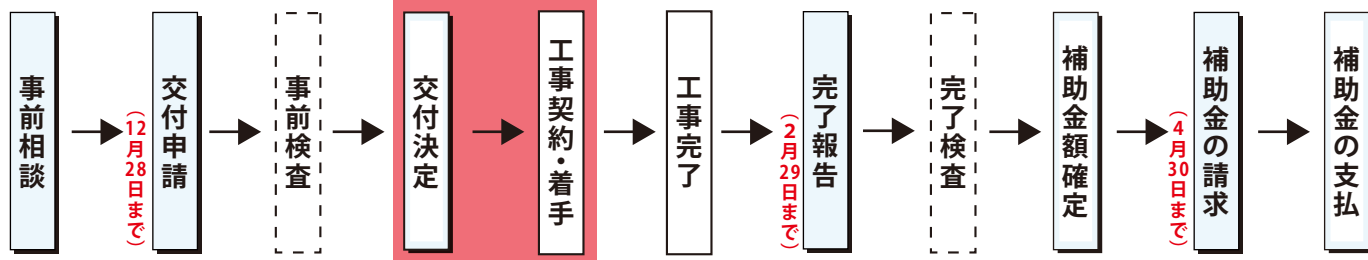 事前相談
交付申請
（12月28日まで）
事前検査
交付決定
工事契約・着手
工事完了
完了報告
（2月29日まで）
完了検査
補助金額確定
補助金の請求
（4月30日まで）
補助金の支払